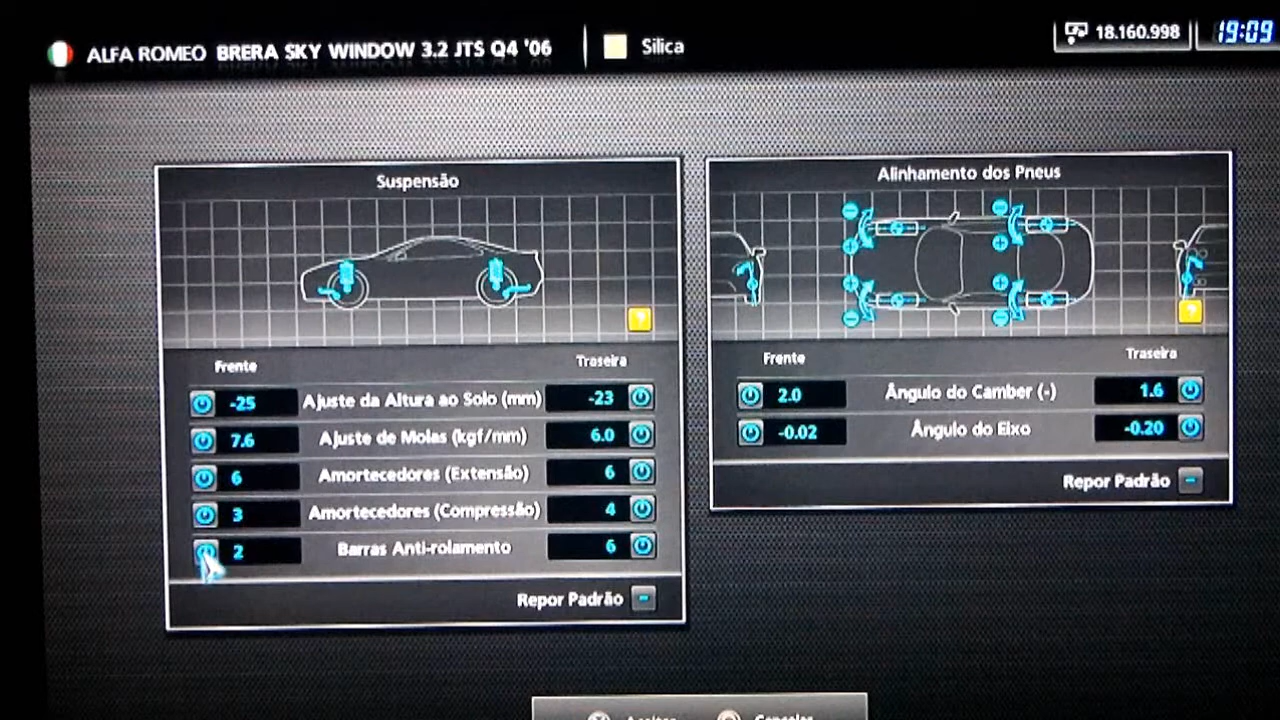 ALFA ROMEO BRERA SKY WINDOW 3.2 JTS Q4 '06 Silica 18.160.998 19:09
Suspensão
?
Frente Traseira
-25 Ajuste da Altura ao Solo (mm) -23
7.6 Ajuste de Molas (kgf/mm) 6.0
6 Amortecedores (Extensão) 6
3 Amortecedores (Compressão) 4
2 Barras Anti-rolamento 6
Repor Padrão
Alinhamento dos Pneus
?
Frente Traseira
2.0 Ângulo do Camber (-) 1.6
-0.02 Ângulo do Eixo -0.20
Repor Padrão
Aceitar Cancelar